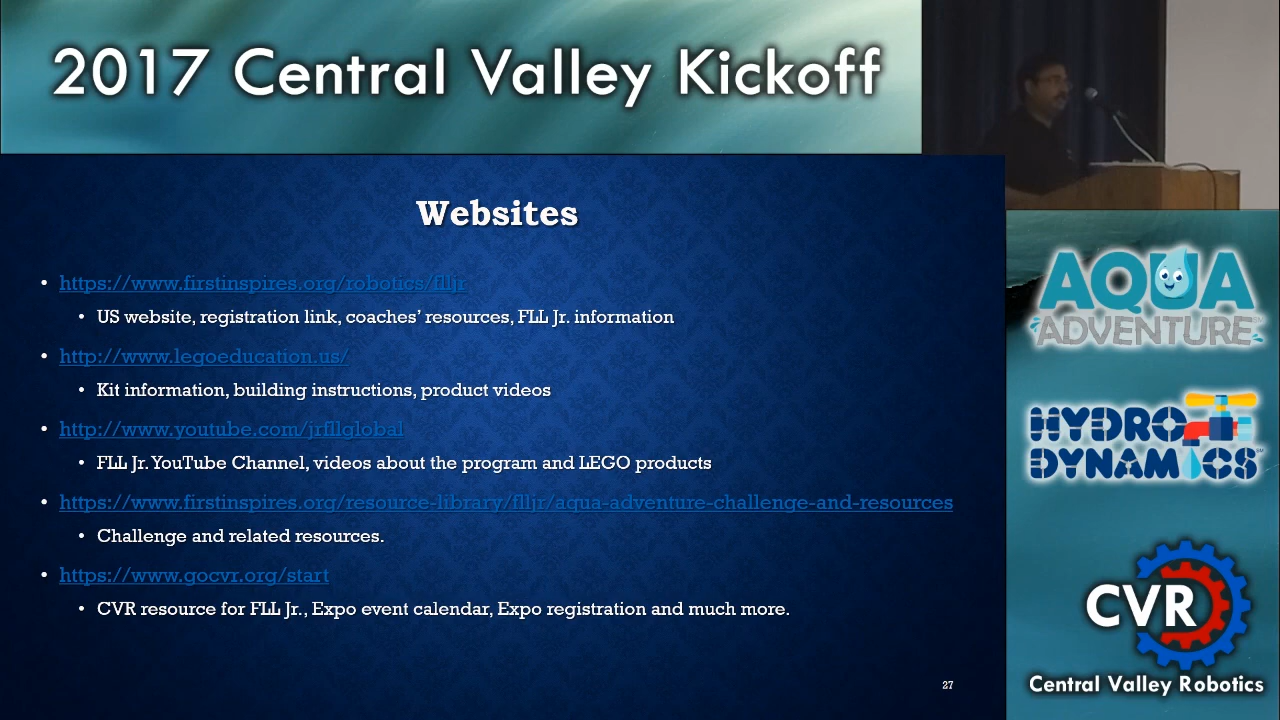 2017 Central Valley Kickoff
Websites
• https://www.firstinspires.org/robotics/flljr
• US website, registration link, coaches’ resources, FLL Jr. information
• http://www.legoeducation.us/
• Kit information, building instructions, product videos
• http://www.youtube.com/jrfllglobal
• FLL Jr. YouTube Channel, videos about the program and LEGO products
• https://www.firstinspires.org/resource-library/flljr/aqua-adventure-challenge-and-resources
• Challenge and related resources.
• https://www.gocvr.org/start
• CVR resource for FLL Jr., Expo event calendar, Expo registration and much more.
27
AQUA
ADVENTURE
HYDRO
DYNAMICS
CVR
Central Valley Robotics